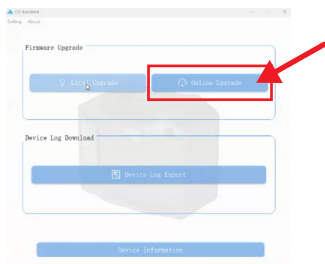 Setting About
Firmware Upgrade
Local Upgrade
Online Upgrade
Device Log Download
Device Log Export
Device Information